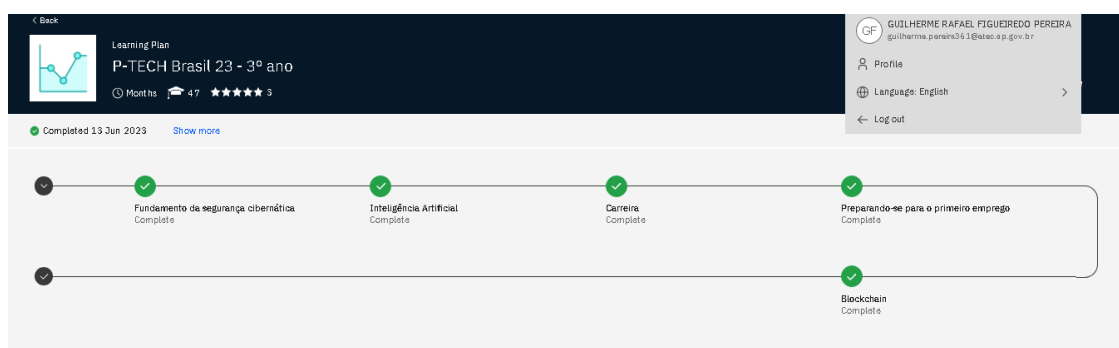 < Back
Learning Plan
P-TECH Brasil 23 - 3º ano
Months 47 ★★★★★ 3
GF GUILHERME RAFAEL FIGUEIREDO PEREIRA
guilherme.pereira361@etec.sp.gov.br
Profile
Language: English
Log out
Completed 13 Jun 2023 Show more
Fundamento da segurança cibernática
Complete
Inteligência Artificial
Complete
Carreira
Complete
Preparando-se para o primeiro emprego
Complete
Blockchain
Complete